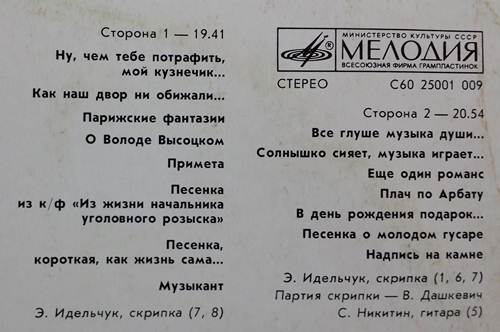 Сторона 1 — 19.41
Ну, чем тебе потрафить,
мой кузнечик...
Как наш двор ни обижали...
Парижские фантазии
О Володе Высоцком
Примета
Песенка
из к/ф «Из жизни начальника
уголовного розыска»
Песенка,
короткая, как жизнь сама...
Музыкант
Э. Идельчук, скрипка (7, 8)
МИНИСТЕРСТВО КУЛЬТУРЫ СССР
® МЕЛОДИЯ
ВСЕСОЮЗНАЯ ФИРМА ГРАМПЛАСТИНОК
СТЕРЕО С60 25001 009
Сторона 2 — 20.54
Все глуше музыка души...
Солнышко сияет, музыка играет...
Еще один романс
Плач по Арбату
В день рождения подарок...
Песенка о молодом гусаре
Надпись на камне
Э. Идельчук, скрипка (1, 6, 7)
Партия скрипки — В. Дашкевич
С. Никитин, гитара (5)